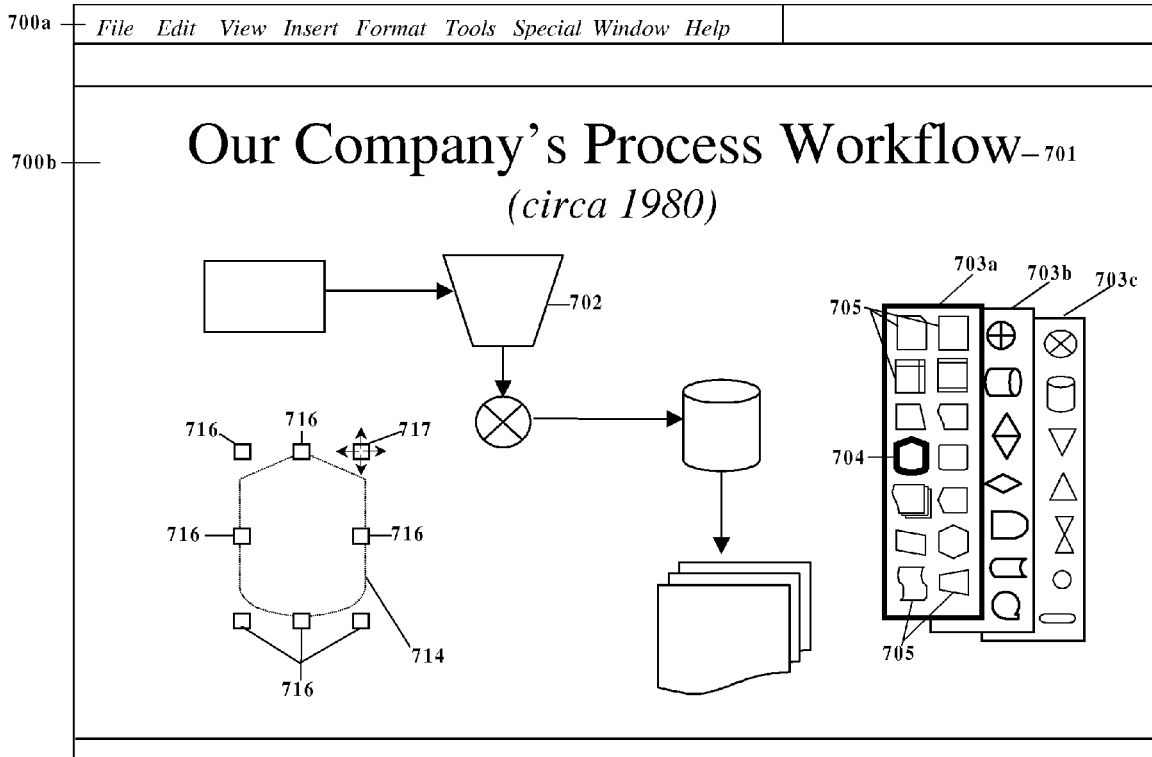 700a File Edit View Insert Format Tools Special Window Help
700b
Our Company's Process Workflow 701
(circa 1980)
702
703a 703b 703c
705
704
716 716 717
716 716
714
716
705